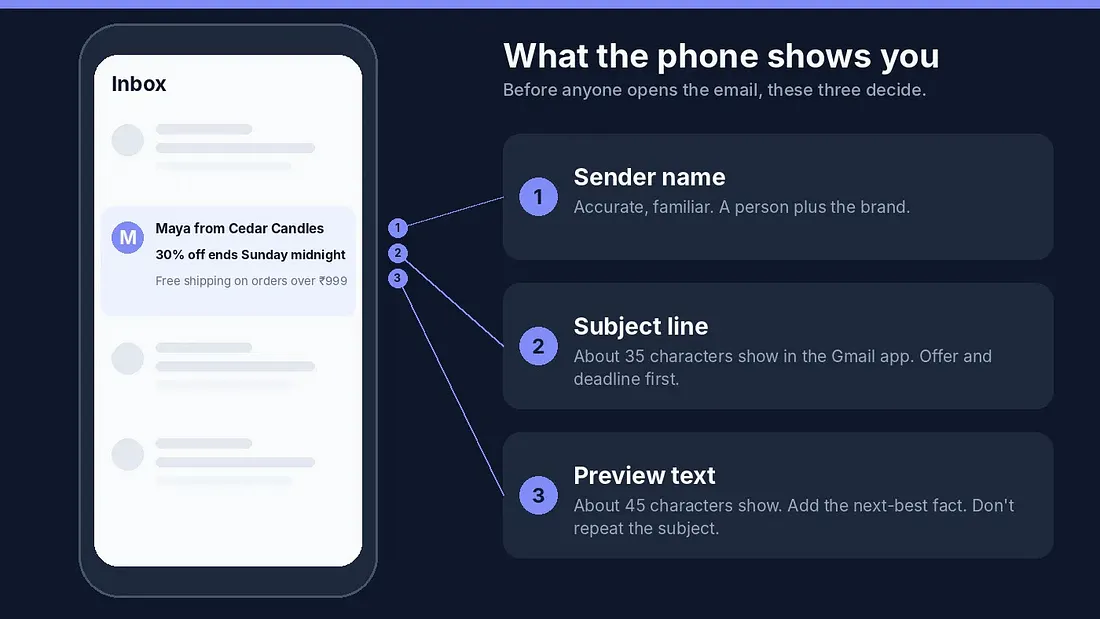 Inbox
M
Maya from Cedar Candles
30% off ends Sunday midnight
Free shipping on orders over ₹999
1
2
3
What the phone shows you
Before anyone opens the email, these three decide.
1
Sender name
Accurate, familiar. A person plus the brand.
2
Subject line
About 35 characters show in the Gmail app. Offer and
deadline first.
3
Preview text
About 45 characters show. Add the next-best fact. Don't
repeat the subject.